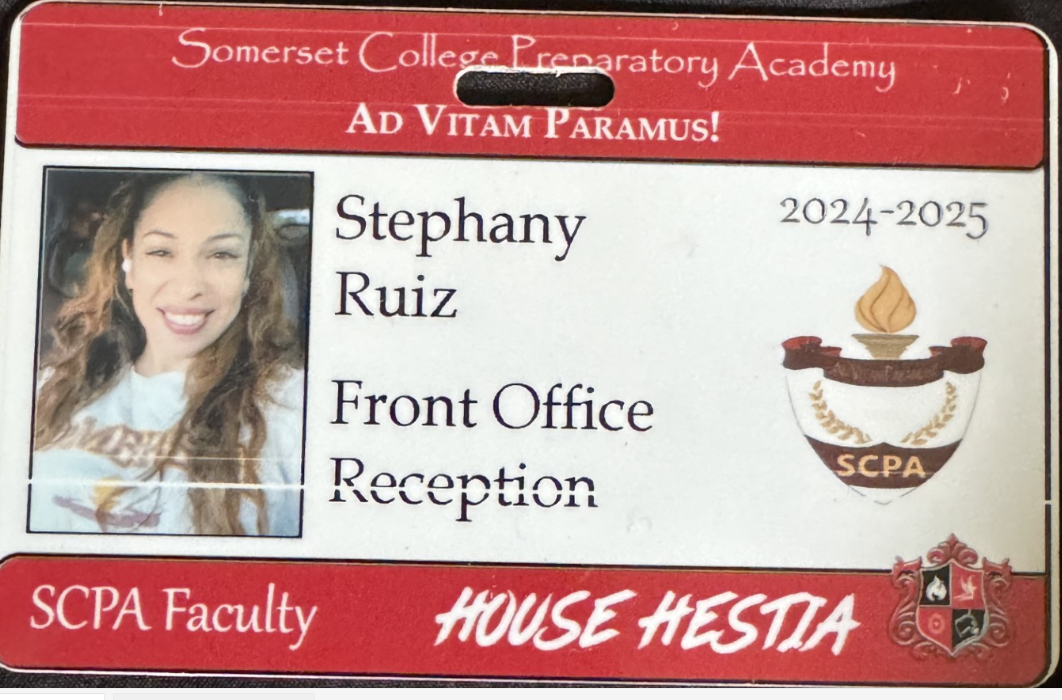 Somerset College Preparatory Academy
AD VITAM PARAMUS!
Stephany
Ruiz
2024-2025
Front Office
Reception
SCPA
SCPA Faculty
HOUSE HESTIA